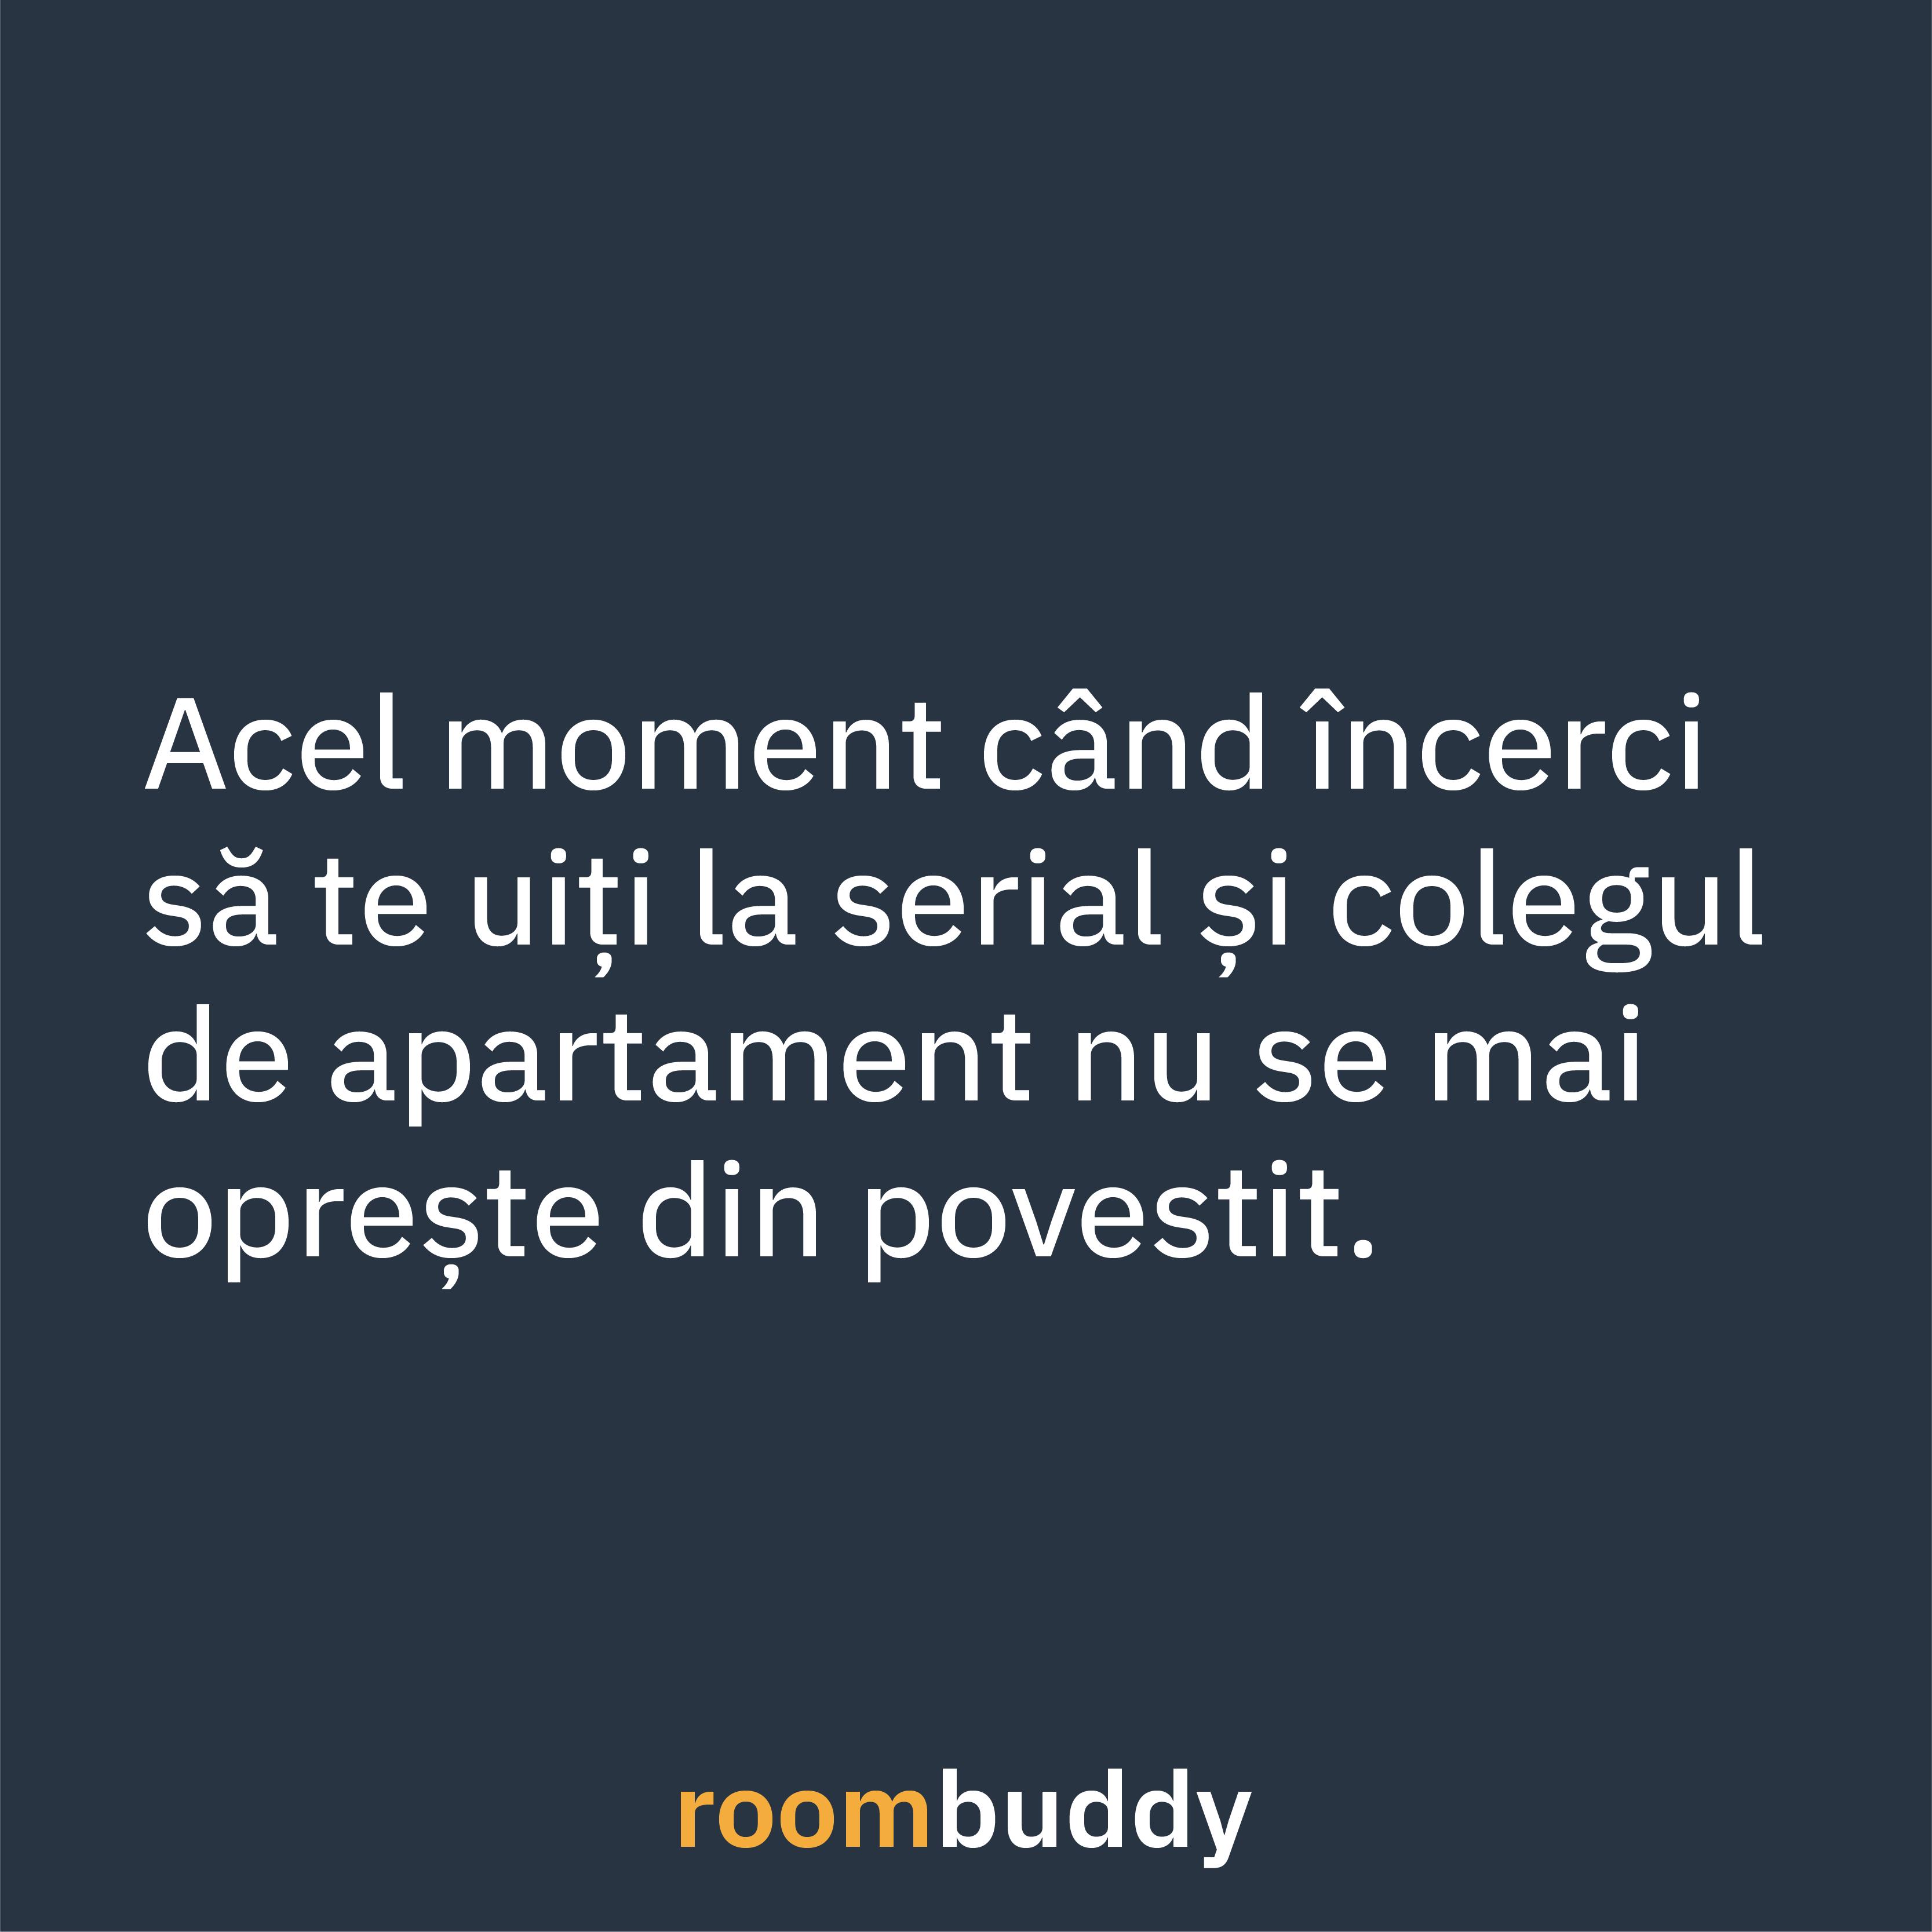 Acel moment când încerci
să te uiți la serial și colegul
de apartament nu se mai
oprește din povestit.
roombuddy